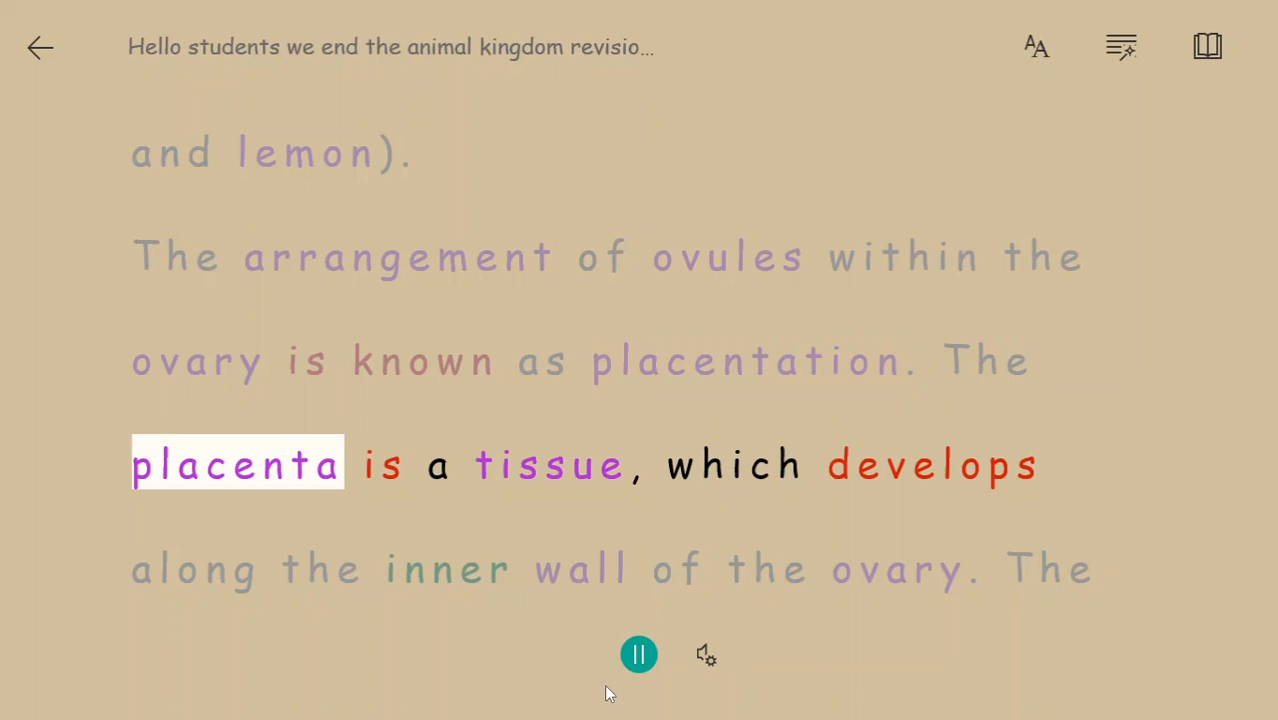 Hello students we end the animal kingdom revisio...
and lemon).
The arrangement of ovules within the
ovary is known as placentation. The
placenta is a tissue, which develops
along the inner wall of the ovary. The